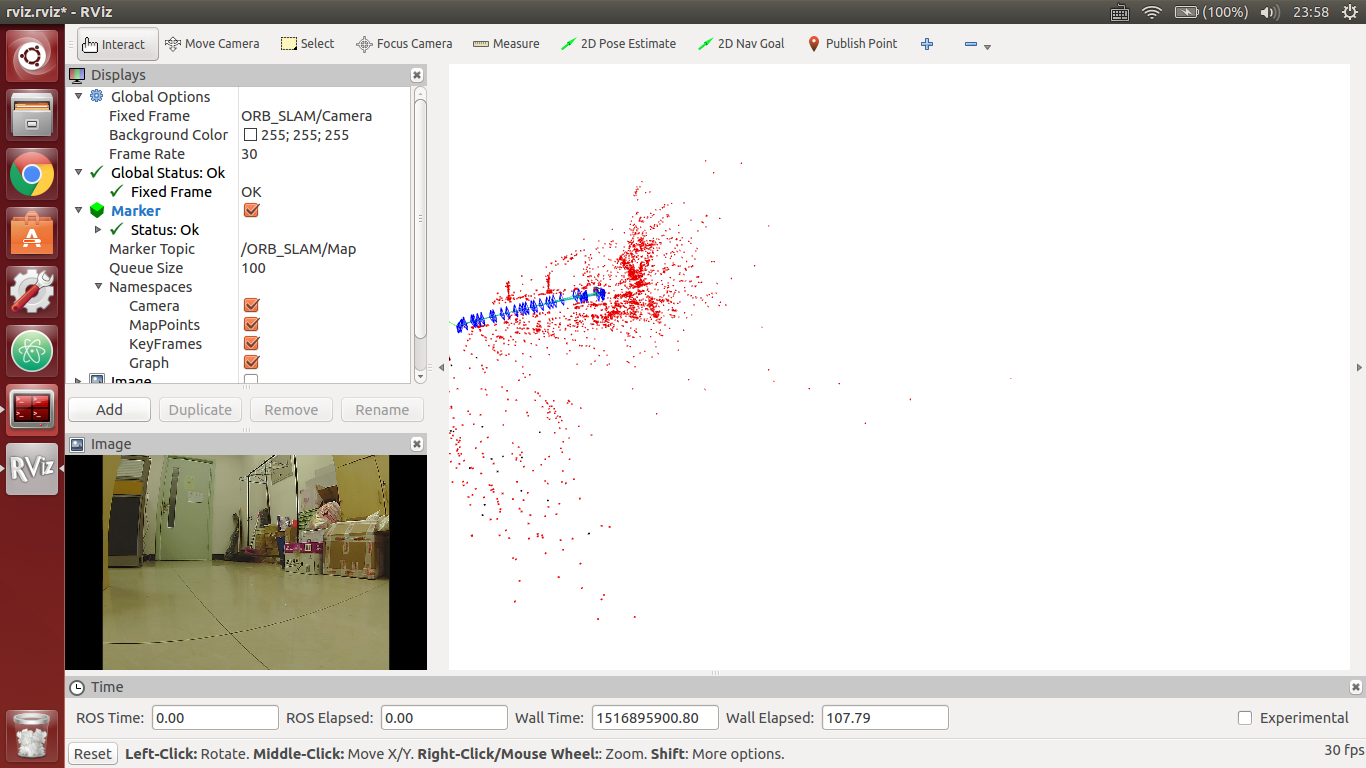 rviz.rviz* - RViz (100%) 23:58
Interact Move Camera Select Focus Camera Measure 2D Pose Estimate 2D Nav Goal Publish Point
Displays
Global Options
Fixed Frame ORB_SLAM/Camera
Background Color 255; 255; 255
Frame Rate 30
Global Status: Ok
Fixed Frame OK
Marker
Status: Ok
Marker Topic /ORB_SLAM/Map
Queue Size 100
Namespaces
Camera
MapPoints
KeyFrames
Graph
Image
Add Duplicate Remove Rename
Image
RViz
Time
ROS Time: 0.00 ROS Elapsed: 0.00 Wall Time: 1516895900.80 Wall Elapsed: 107.79 Experimental
Reset Left-Click: Rotate. Middle-Click: Move X/Y. Right-Click/Mouse Wheel:: Zoom. Shift: More options. 30 fps